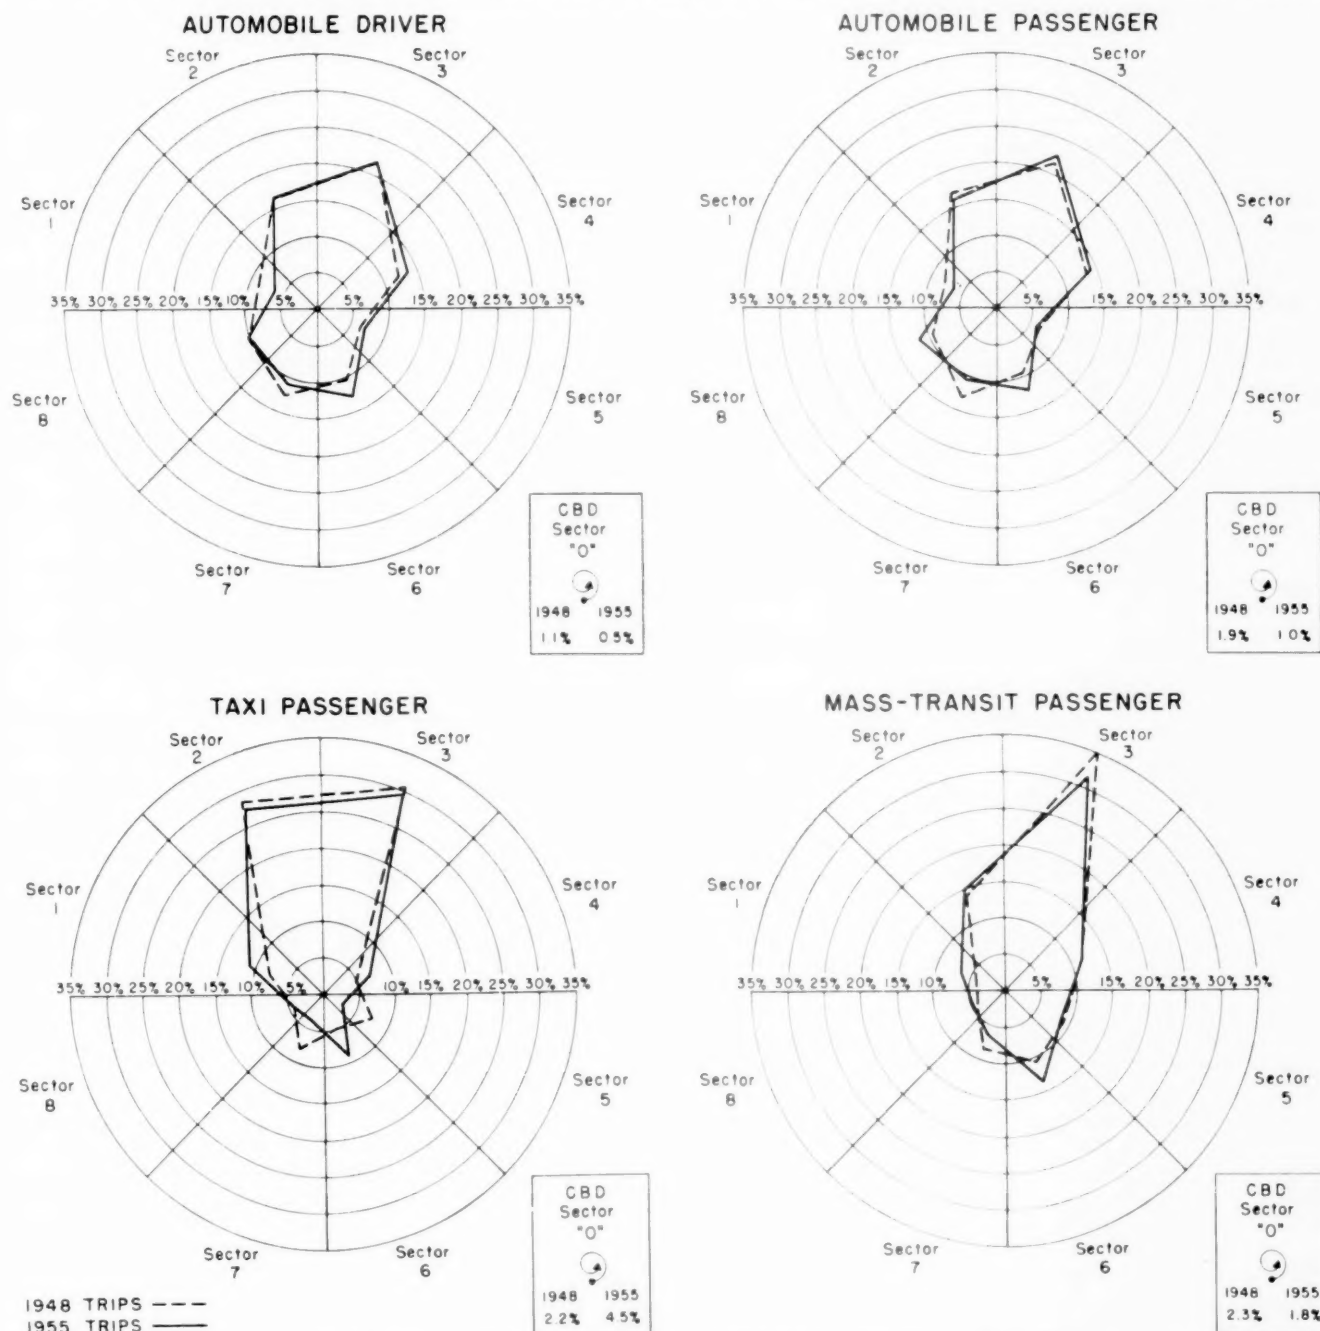 AUTOMOBILE DRIVER
Sector
2
Sector
3
Sector
1
Sector
4
35% 30% 25% 20% 15% 10% 5% 5% 15% 20% 25% 30% 35%
Sector
8
Sector
5
Sector
7
Sector
6
CBD
Sector
"O"
1948 1955
1.1% 0.5%
AUTOMOBILE PASSENGER
Sector
2
Sector
3
Sector
1
Sector
4
35% 30% 25% 20% 15% 10% 5% 5% 15% 20% 25% 30% 35%
Sector
8
Sector
5
Sector
7
Sector
6
CBD
Sector
"O"
1948 1955
1.9% 1.0%
TAXI PASSENGER
Sector
2
Sector
3
Sector
1
Sector
4
35% 30% 25% 20% 15% 10% 5% 10% 15% 20% 25% 30% 35%
Sector
8
Sector
5
Sector
7
Sector
6
CBD
Sector
"O"
1948 1955
2.2% 4.5%
MASS-TRANSIT PASSENGER
Sector
2
Sector
3
Sector
1
Sector
4
35% 30% 25% 20% 15% 10% 5% 10% 15% 20% 25% 30% 35%
Sector
8
Sector
5
Sector
7
Sector
6
CBD
Sector
"O"
1948 1955
2.3% 1.8%
1948 TRIPS
1955 TRIPS